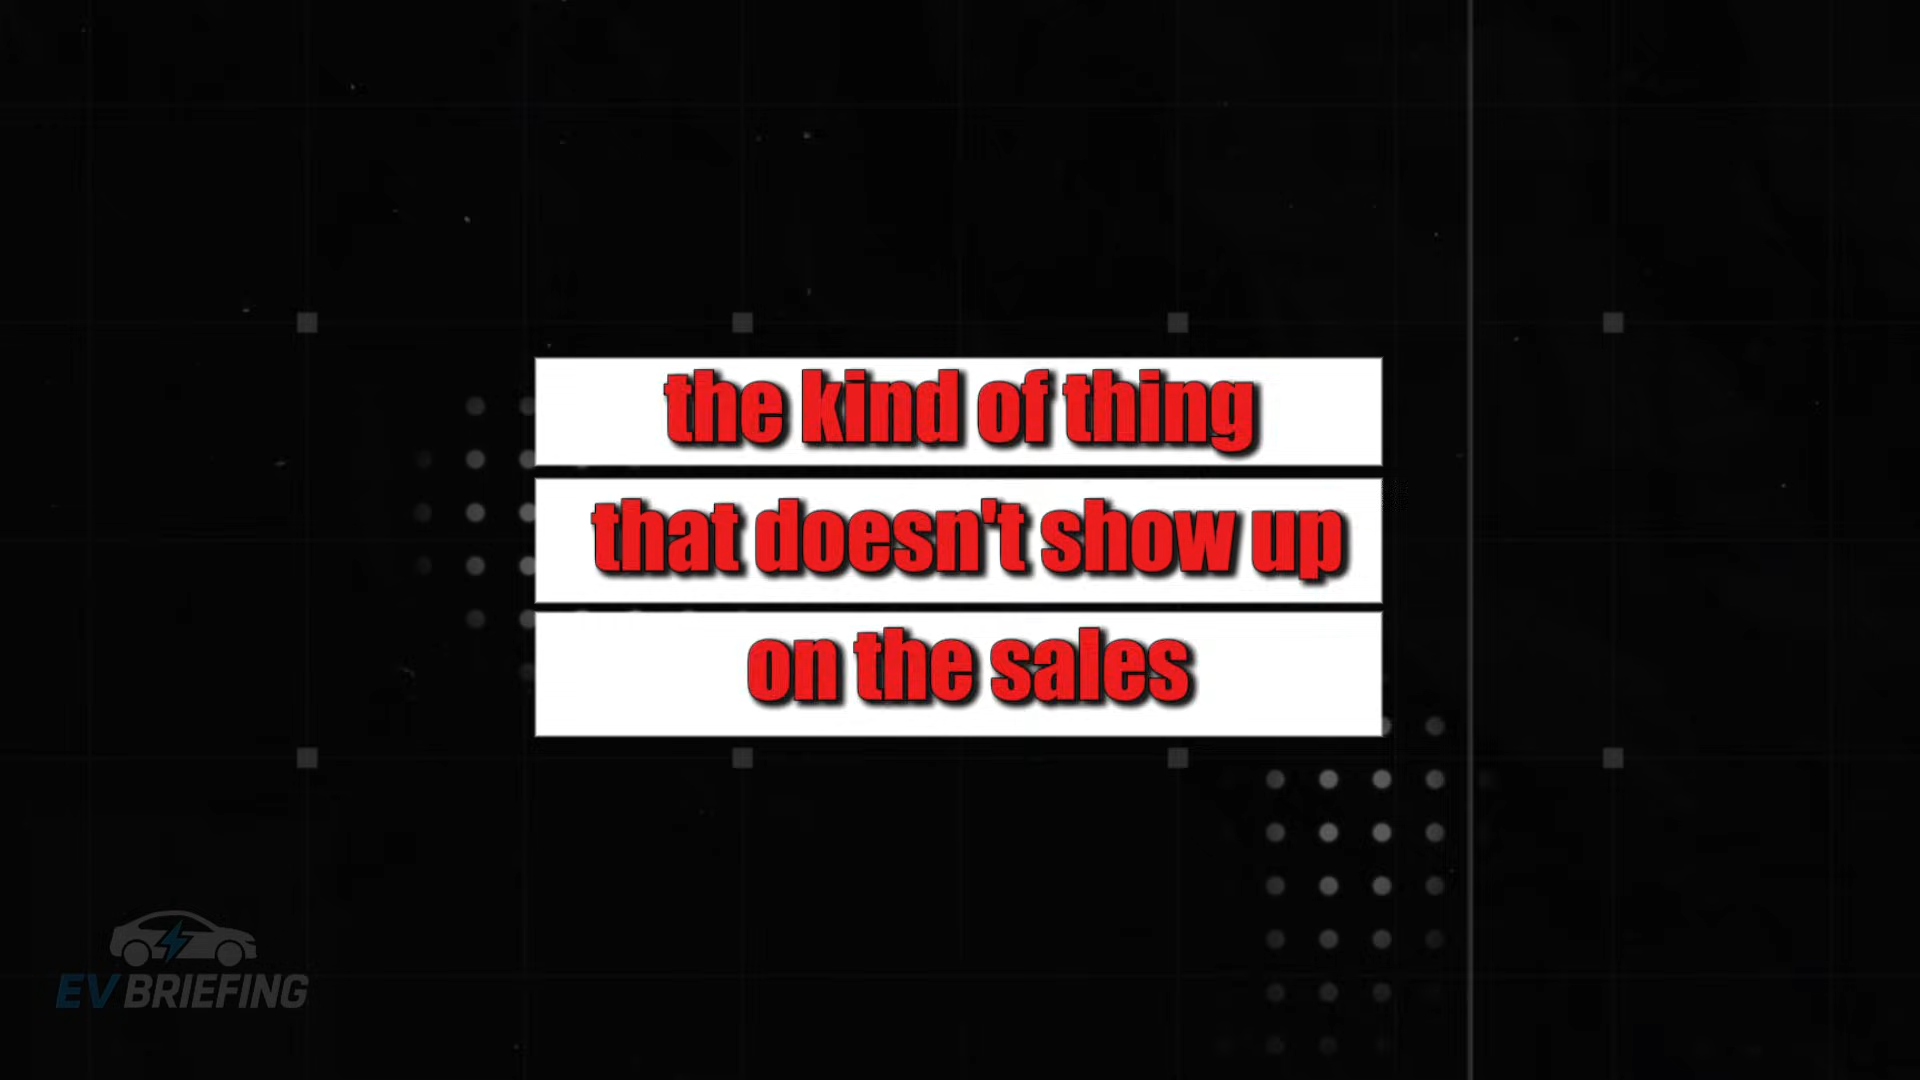 the kind of thing
that doesn't show up
on the sales
EV BRIEFING